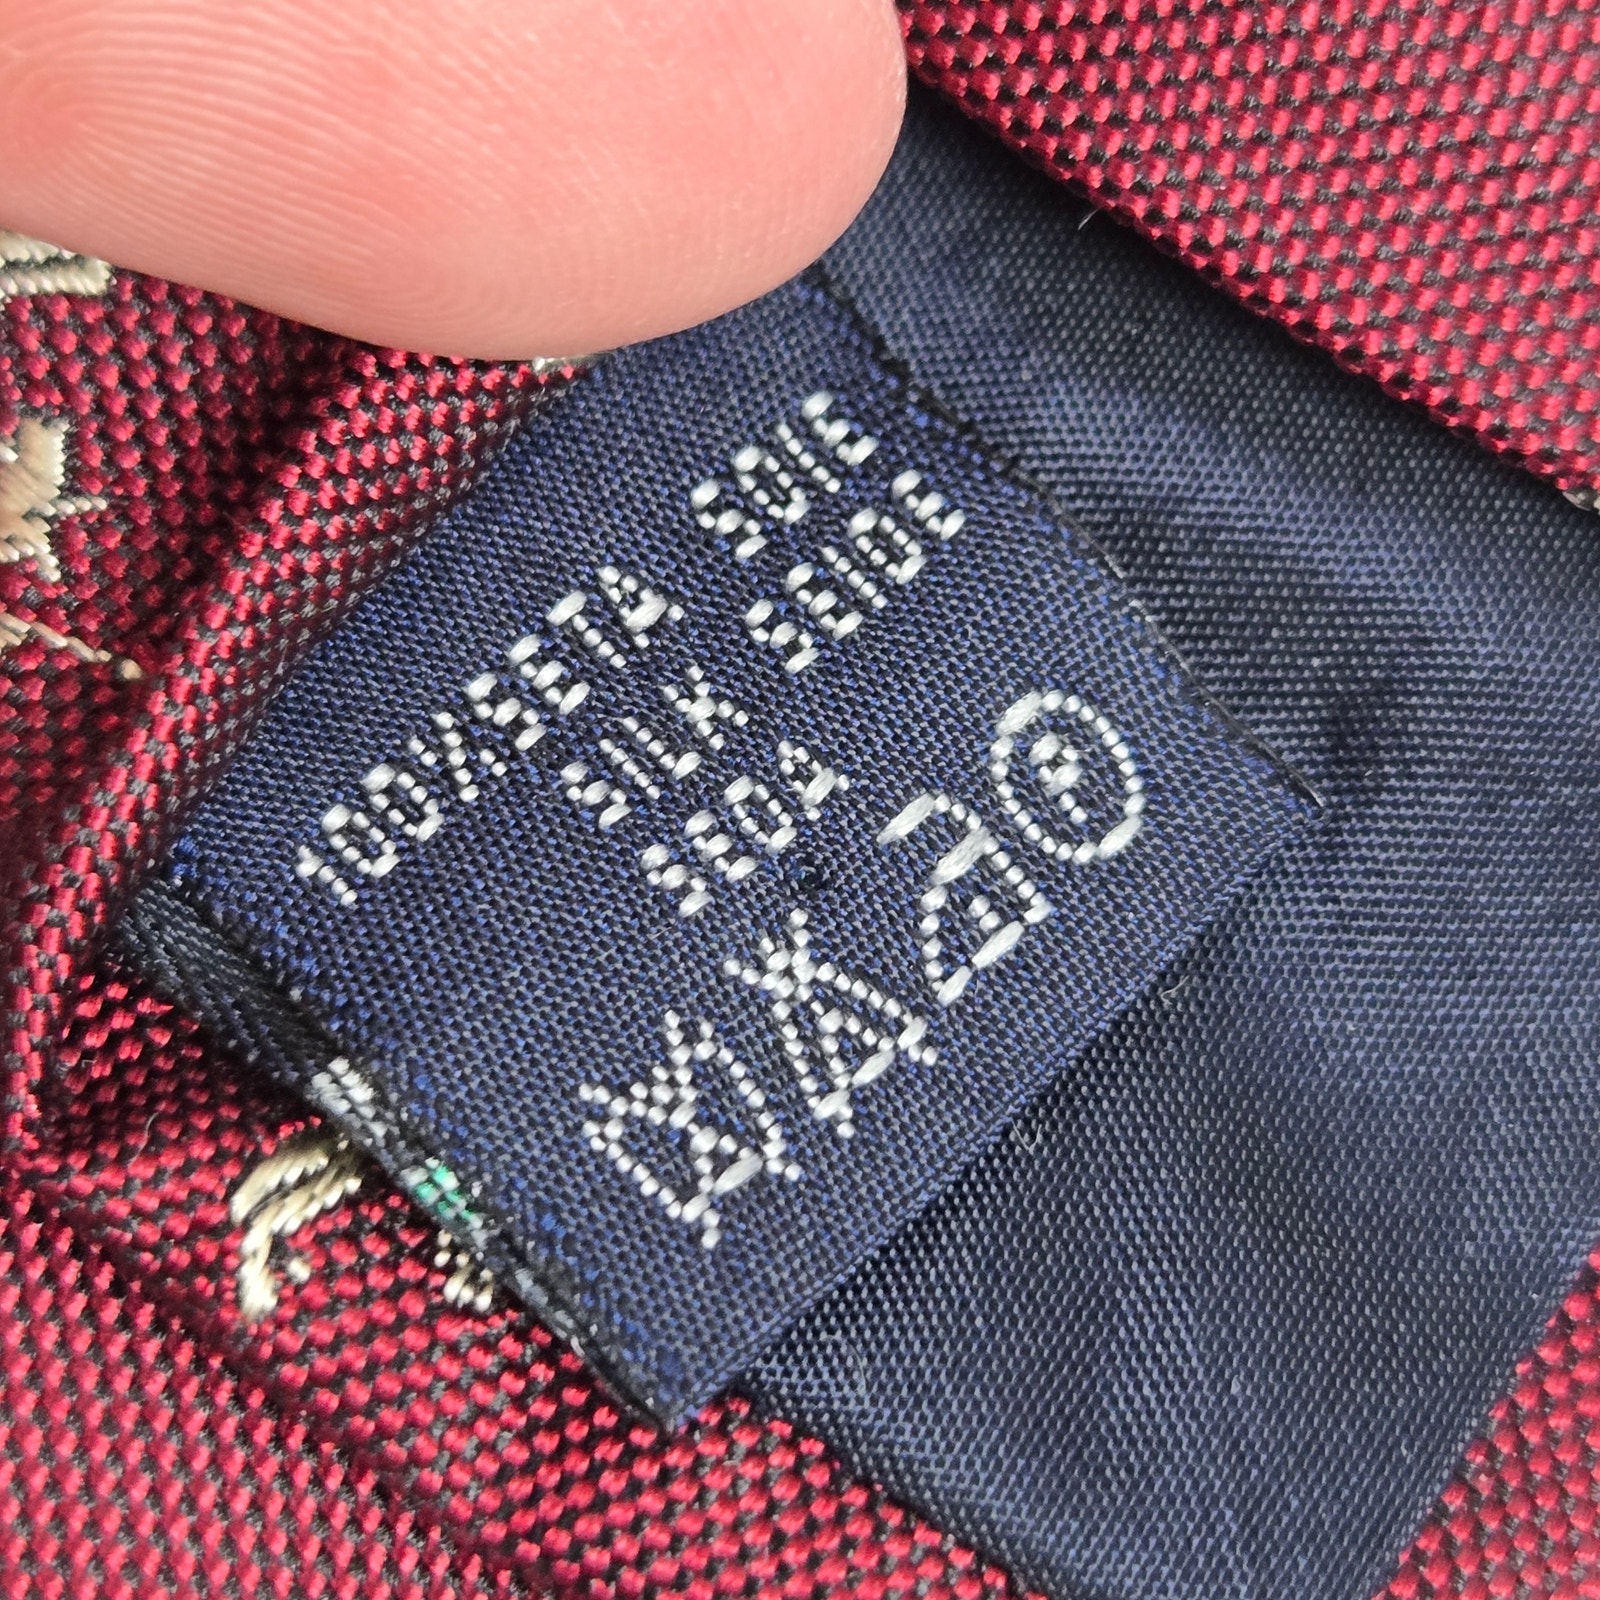 100%SETA SOIE
SILK SEIDE
SEDA
P